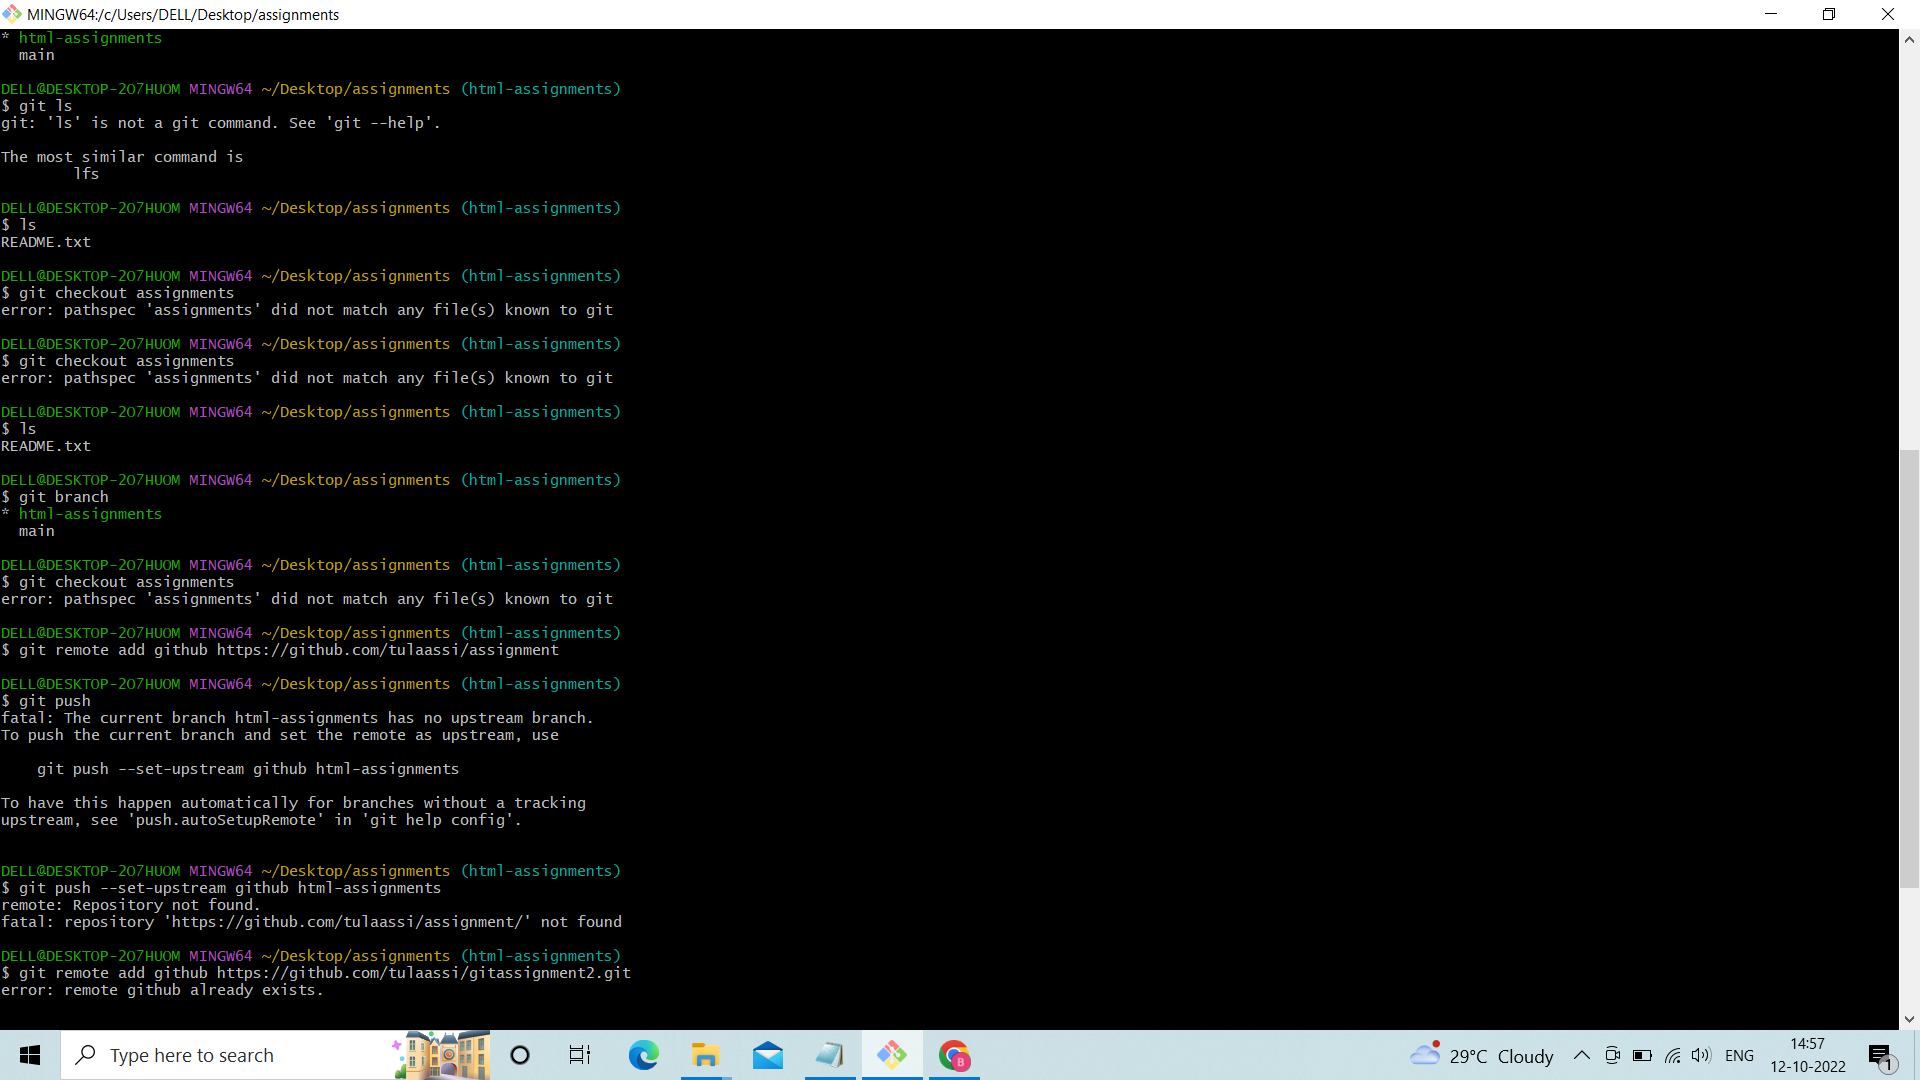 MINGW64:/c/Users/DELL/Desktop/assignments
* html-assignments
  main
DELL@DESKTOP-2O7HUOM MINGW64 ~/Desktop/assignments (html-assignments)
$ git ls
git: 'ls' is not a git command. See 'git --help'.
The most similar command is
        lfs
DELL@DESKTOP-2O7HUOM MINGW64 ~/Desktop/assignments (html-assignments)
$ ls
README.txt
DELL@DESKTOP-2O7HUOM MINGW64 ~/Desktop/assignments (html-assignments)
$ git checkout assignments
error: pathspec 'assignments' did not match any file(s) known to git
DELL@DESKTOP-2O7HUOM MINGW64 ~/Desktop/assignments (html-assignments)
$ git checkout assignments
error: pathspec 'assignments' did not match any file(s) known to git
DELL@DESKTOP-2O7HUOM MINGW64 ~/Desktop/assignments (html-assignments)
$ ls
README.txt
DELL@DESKTOP-2O7HUOM MINGW64 ~/Desktop/assignments (html-assignments)
$ git branch
* html-assignments
  main
DELL@DESKTOP-2O7HUOM MINGW64 ~/Desktop/assignments (html-assignments)
$ git checkout assignments
error: pathspec 'assignments' did not match any file(s) known to git
DELL@DESKTOP-2O7HUOM MINGW64 ~/Desktop/assignments (html-assignments)
$ git remote add github https://github.com/tulaassi/assignment
DELL@DESKTOP-2O7HUOM MINGW64 ~/Desktop/assignments (html-assignments)
$ git push
fatal: The current branch html-assignments has no upstream branch.
To push the current branch and set the remote as upstream, use
    git push --set-upstream github html-assignments
To have this happen automatically for branches without a tracking
upstream, see 'push.autoSetupRemote' in 'git help config'.
DELL@DESKTOP-2O7HUOM MINGW64 ~/Desktop/assignments (html-assignments)
$ git push --set-upstream github html-assignments
remote: Repository not found.
fatal: repository 'https://github.com/tulaassi/assignment/' not found
DELL@DESKTOP-2O7HUOM MINGW64 ~/Desktop/assignments (html-assignments)
$ git remote add github https://github.com/tulaassi/gitassignment2.git
error: remote github already exists.
Type here to search
B
29°C Cloudy
ENG
14:57
12-10-2022
1